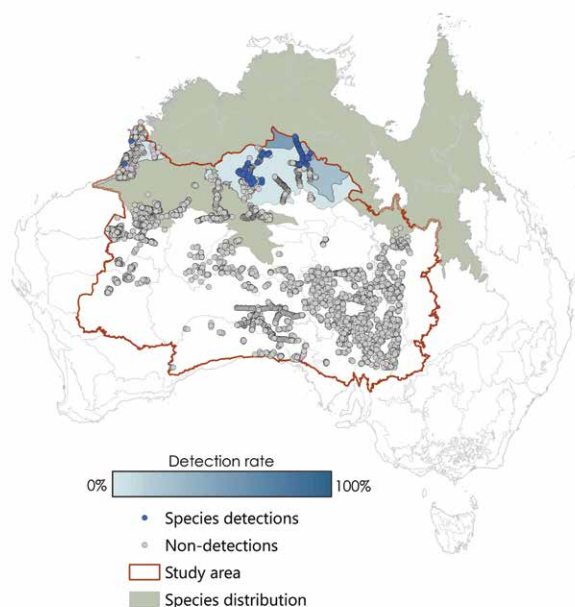 Detection rate
0% 100%
Species detections
Non-detections
Study area
Species distribution